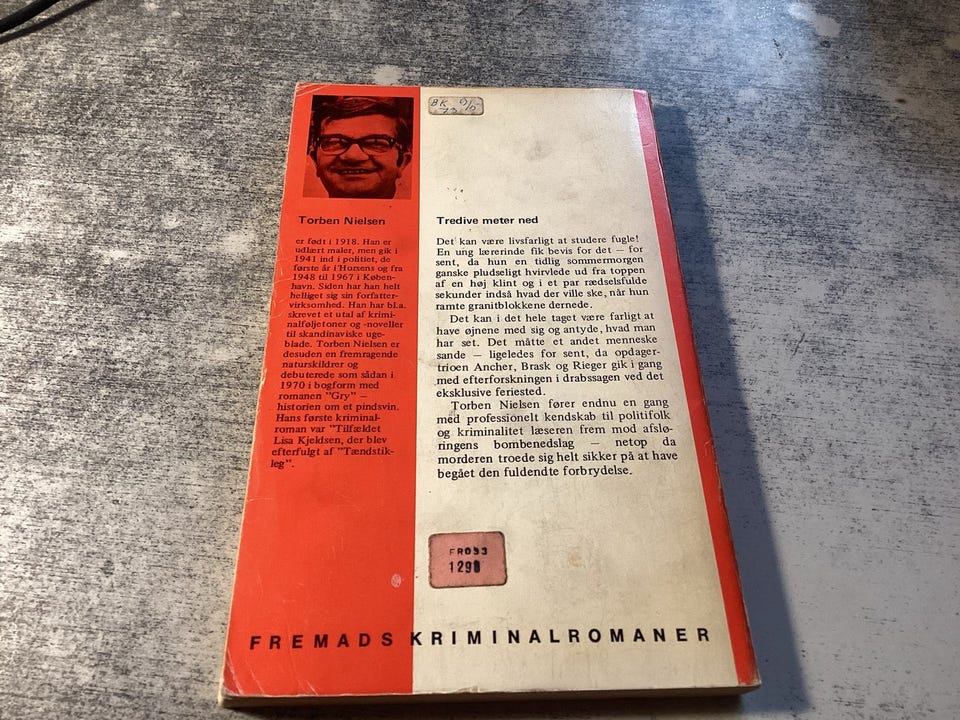 BK
73
Torben Nielsen
er født i 1918. Han er
udlært maler, men gik i
1941 ind i politiet, de
første år i Horsens og fra
1948 til 1967 i Køben-
havn. Siden har han helt
helliget sig sin forfatter-
virksomhed. Han har bl.a.
skrevet et utal af krimi-
nalføljetoner og -noveller
til skandinaviske uge-
blade. Torben Nielsen er
desuden en fremragende
naturskildrer og
debuterede som sådan i
1970 i bogform med
romanen "Gry" —
historien om et pindsvin.
Hans første kriminal-
roman var "Tilfældet
Lisa Kjeldsen, der blev
efterfulgt af "Tændstik-
leg".
Tredive meter ned
Det kan være livsfarligt at studere fugle!
En ung lærerinde fik bevis for det — for
sent, da hun en tidlig sommermorgen
ganske pludseligt hvirvlede ud fra toppen
af en høj klint og i et par rædselsfulde
sekunder indså hvad der ville ske, når hun
ramte granitblokkene dernede.
Det kan i det hele taget være farligt at
have øjnene med sig og antyde, hvad man
har set. Det måtte et andet menneske
sande — ligeledes for sent, da opdager-
trioen Ancher, Brask og Rieger gik i gang
med efterforskningen i drabssagen ved det
eksklusive feriested.
Torben Nielsen fører endnu en gang
med professionelt kendskab til politifolk
og kriminalitet læseren frem mod afslø-
ringens bombenedslag — netop da
morderen troede sig helt sikker på at have
begået den fuldendte forbrydelse.
FR093
1298
FREMADS KRIMINALROMANER